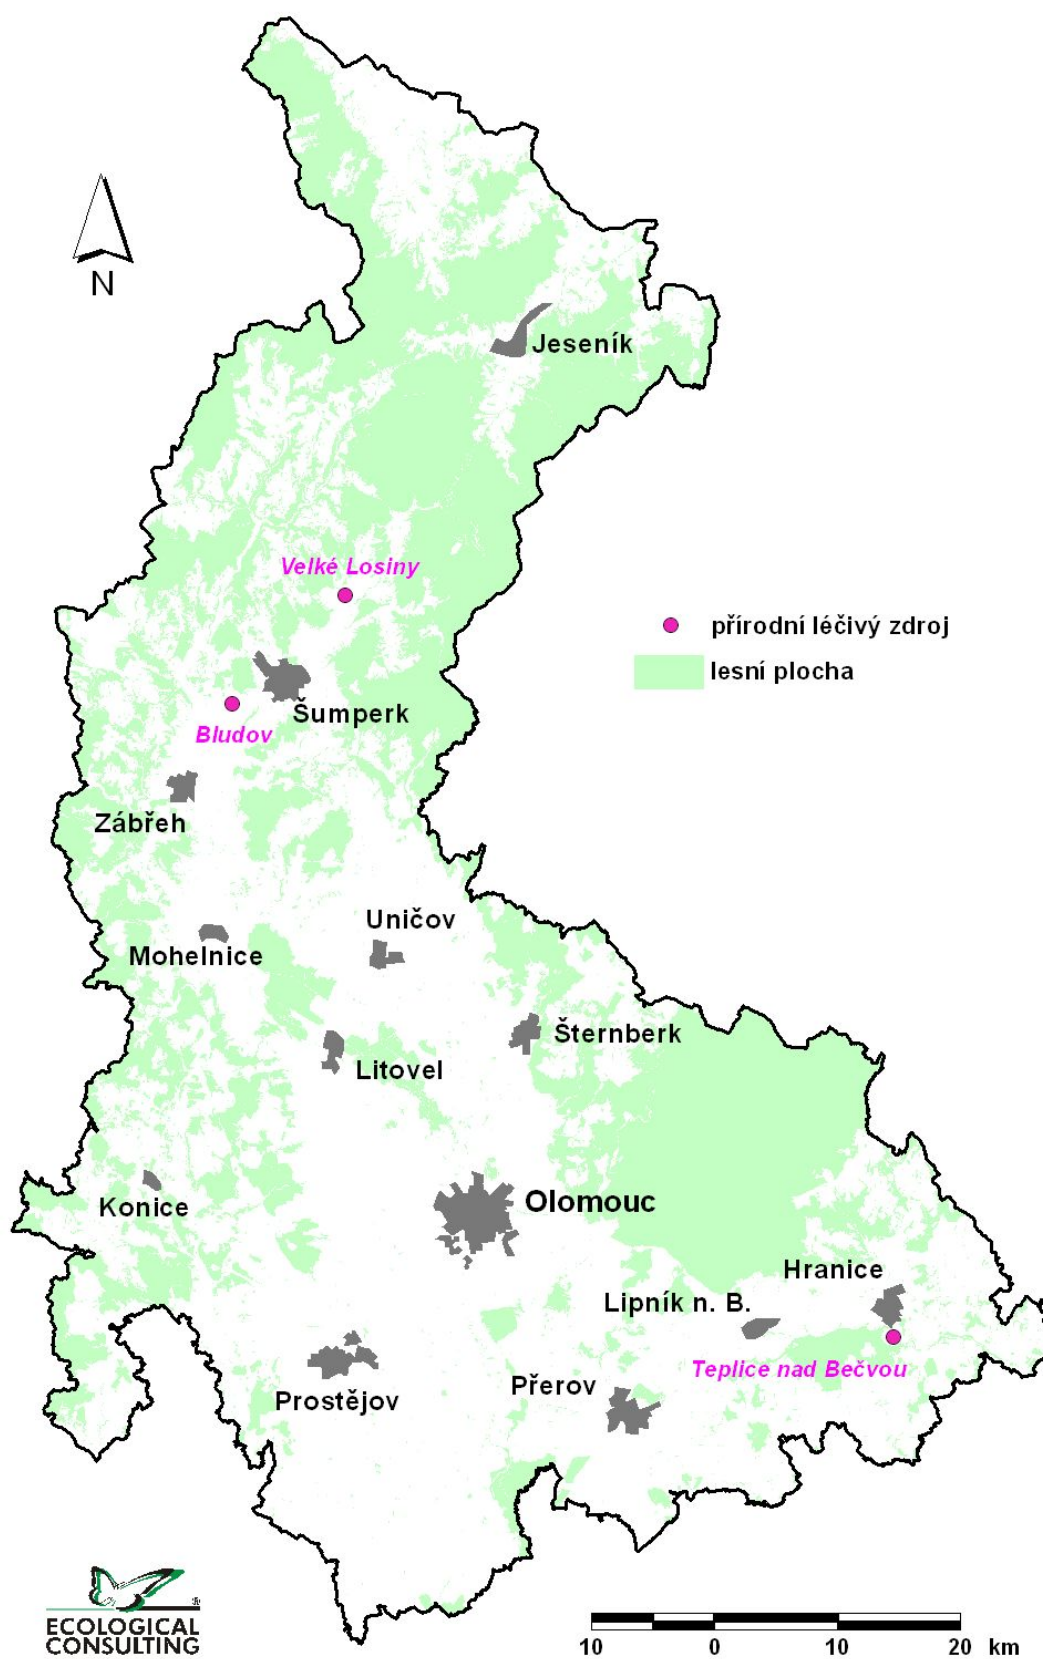 N
Jeseník
Velké Losiny
přírodní léčivý zdroj
lesní plocha
Šumperk
Bludov
Zábřeh
Uničov
Mohelnice
Šternberk
Litovel
Konice
Olomouc
Hranice
Lipník n. B.
Teplice nad Bečvou
Přerov
Prostějov
®
ECOLOGICAL
CONSULTING
10 0 10 20 km